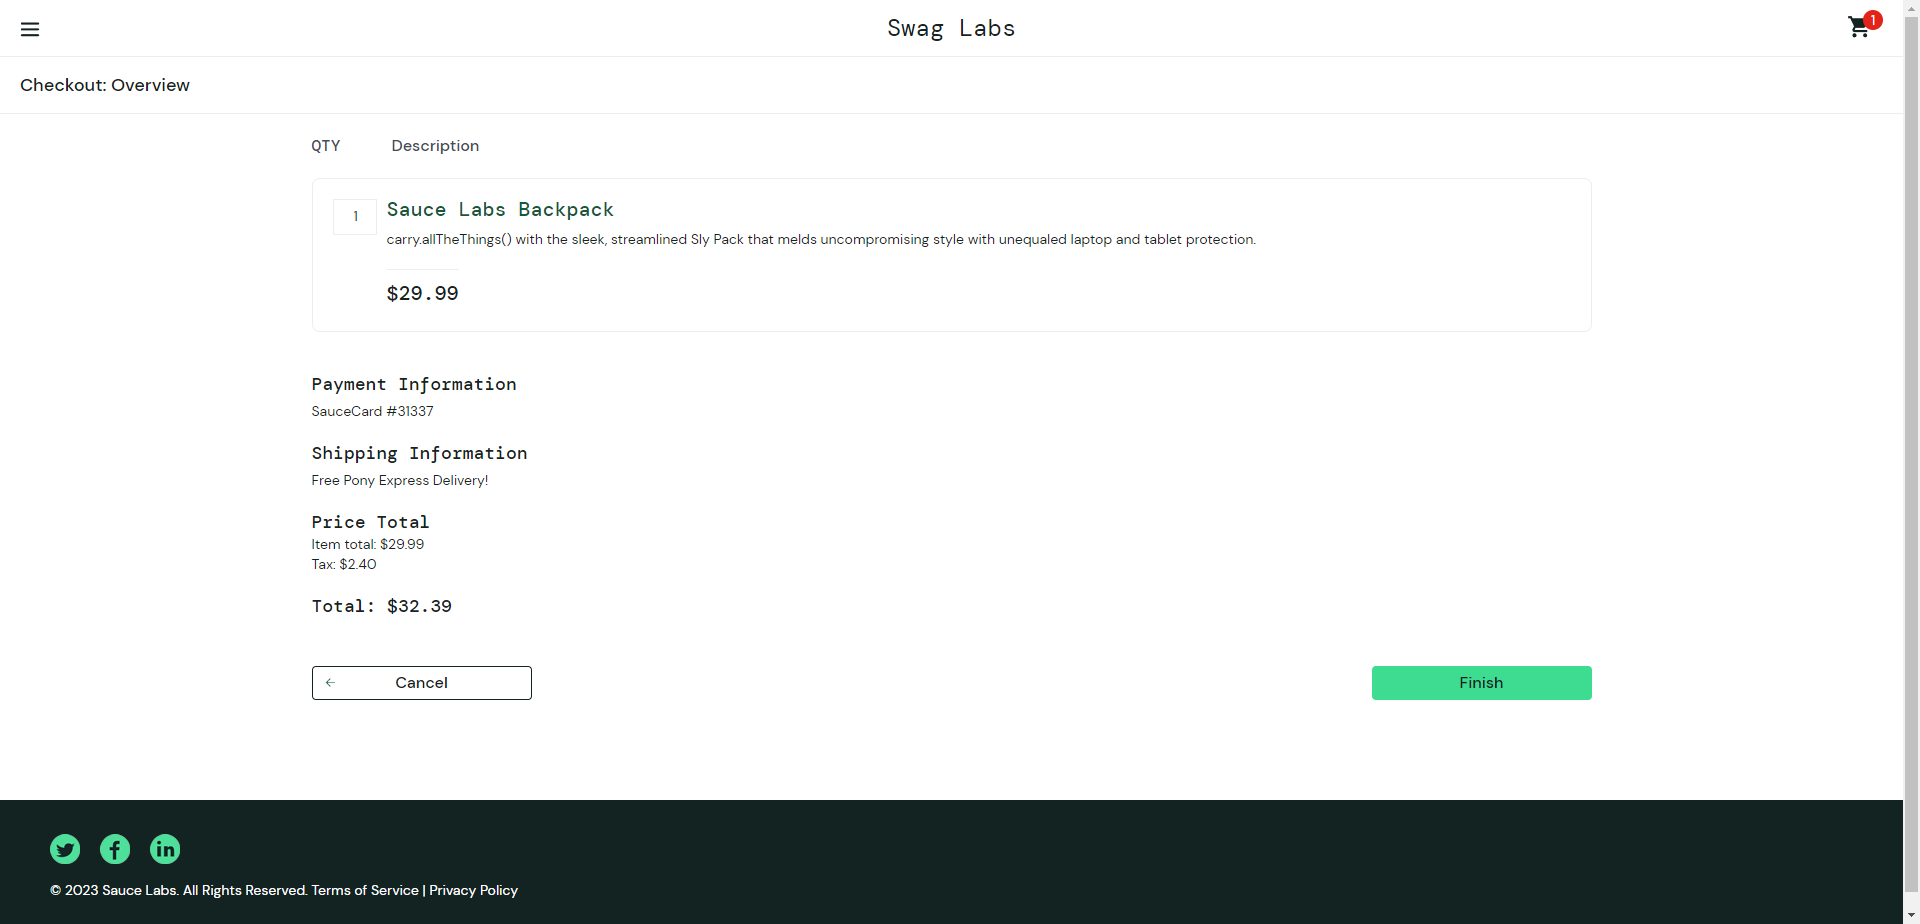 Swag Labs
1
Checkout: Overview
QTY Description
1 Sauce Labs Backpack
carry.allTheThings() with the sleek, streamlined Sly Pack that melds uncompromising style with unequaled laptop and tablet protection.
$29.99
Payment Information
SauceCard #31337
Shipping Information
Free Pony Express Delivery!
Price Total
Item total: $29.99
Tax: $2.40
Total: $32.39
Cancel
Finish
© 2023 Sauce Labs. All Rights Reserved. Terms of Service | Privacy Policy